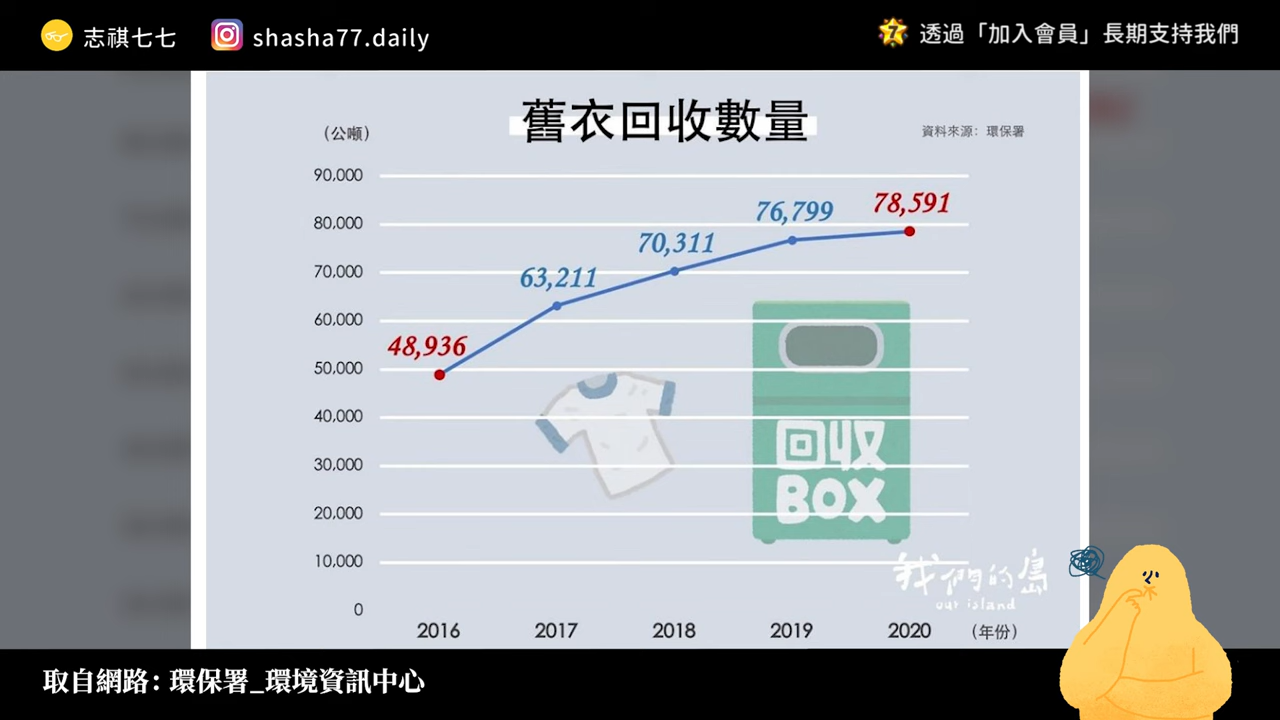 志祺七七
shasha77.daily
7
透過「加入會員」長期支持我們
舊衣回收數量
(公噸)
資料來源：環保署
90,000
80,000
70,000
60,000
50,000
40,000
30,000
20,000
10,000
0
48,936
63,211
70,311
76,799
78,591
回收
BOX
我們的島
our island
2016 2017 2018 2019 2020 (年份)
取自網路：環保署_環境資訊中心